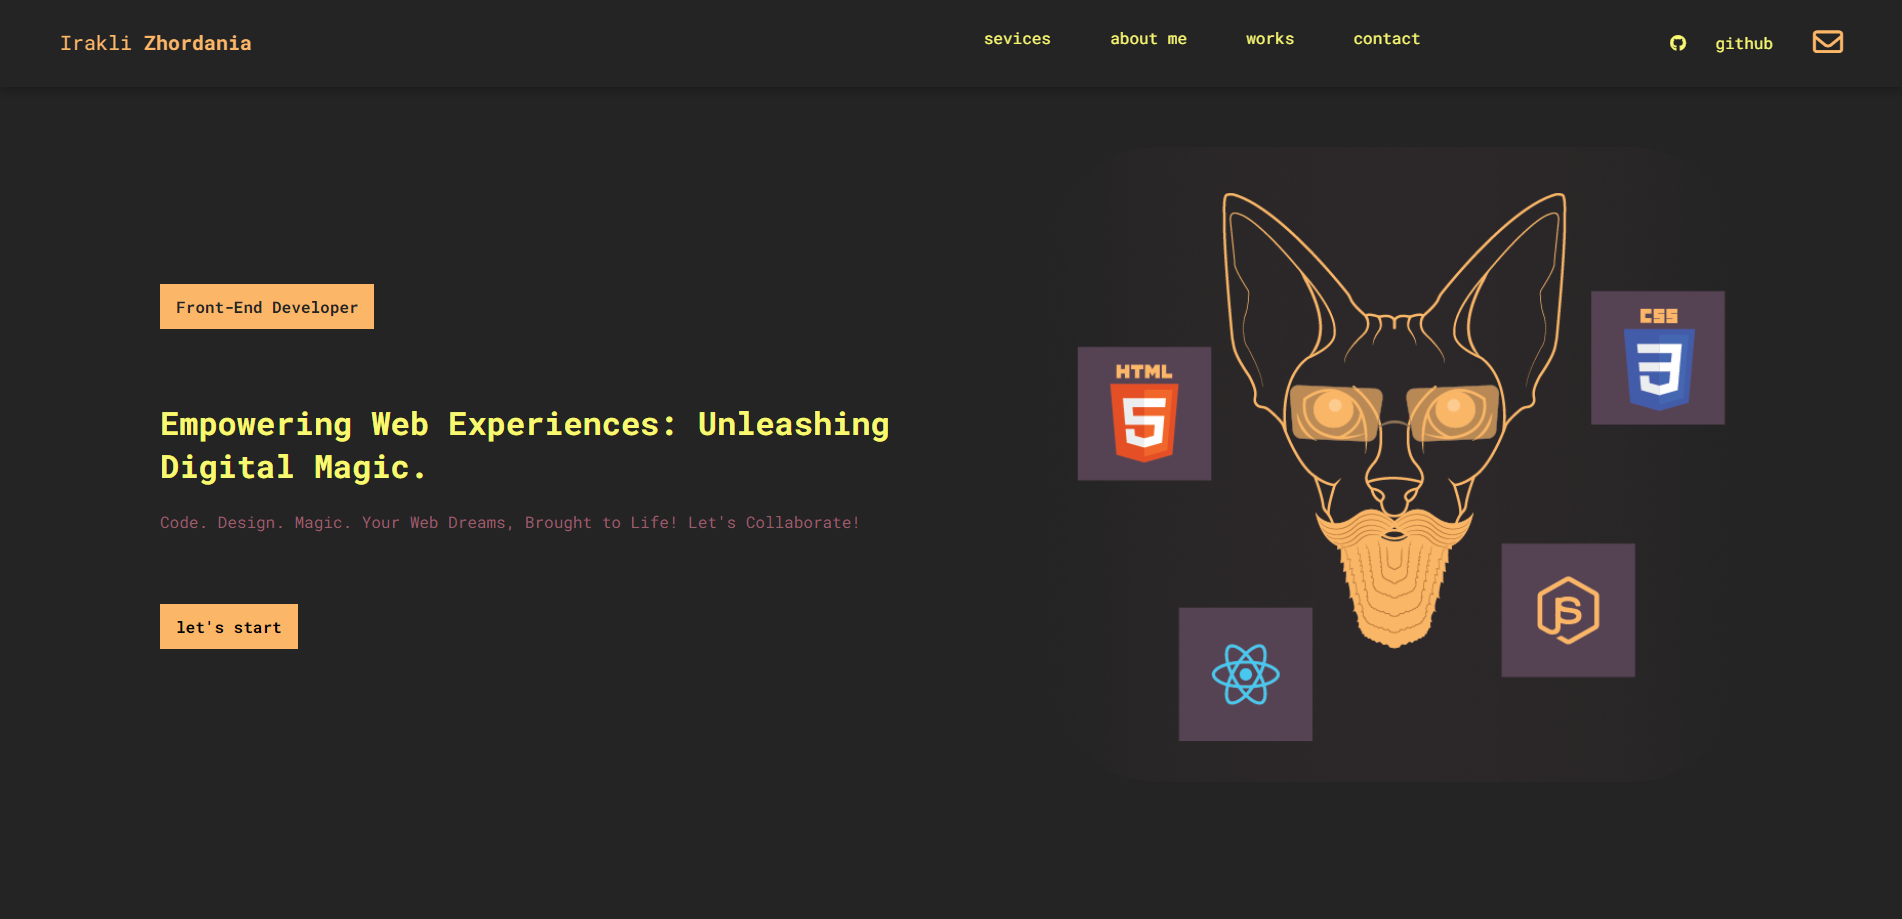 Irakli Zhordania
sevices
about me
works
contact
github
Front-End Developer
Empowering Web Experiences: Unleashing
Digital Magic.
Code. Design. Magic. Your Web Dreams, Brought to Life! Let's Collaborate!
let's start
HTML
5
CSS
3
JS